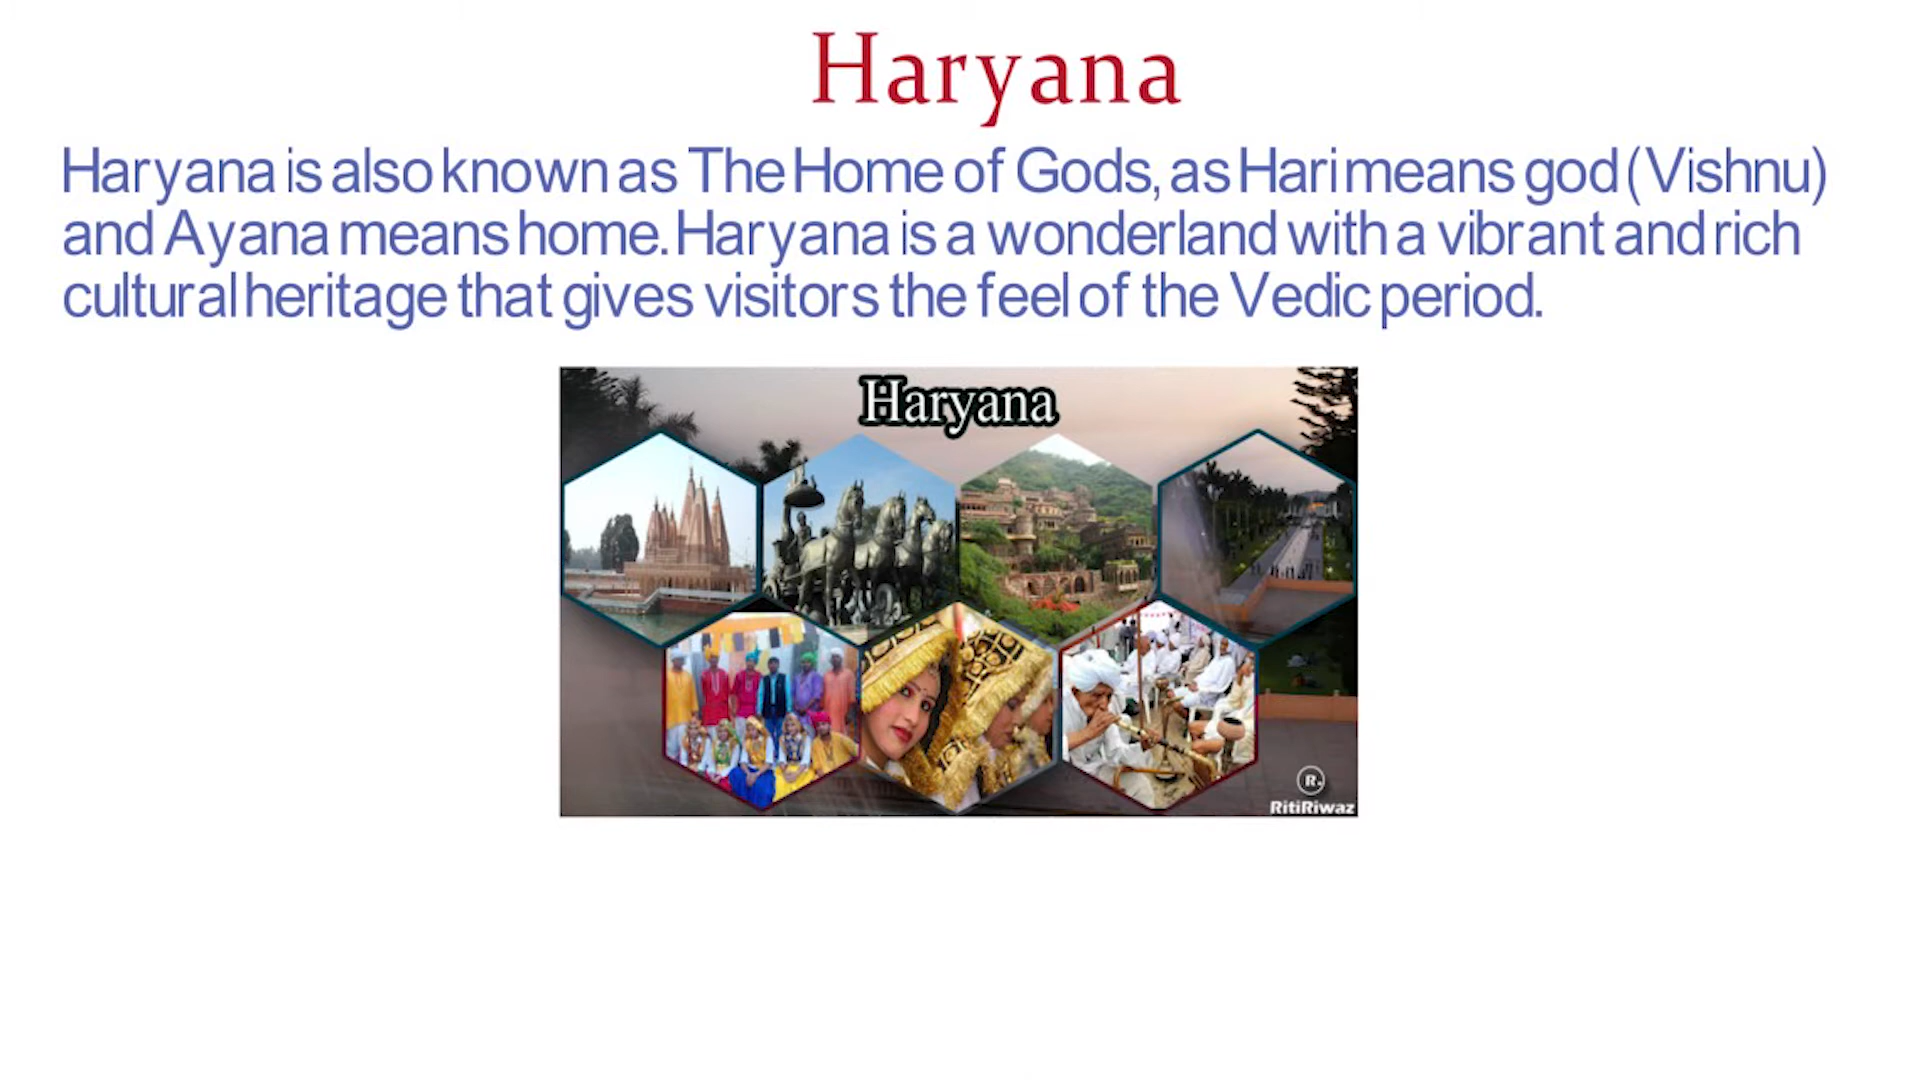 Haryana
Haryana is also known as The Home of Gods, as Hari means god (Vishnu)
and Ayana means home. Haryana is a wonderland with a vibrant and rich
cultural heritage that gives visitors the feel of the Vedic period.
Haryana
R.
RitiRiwaz